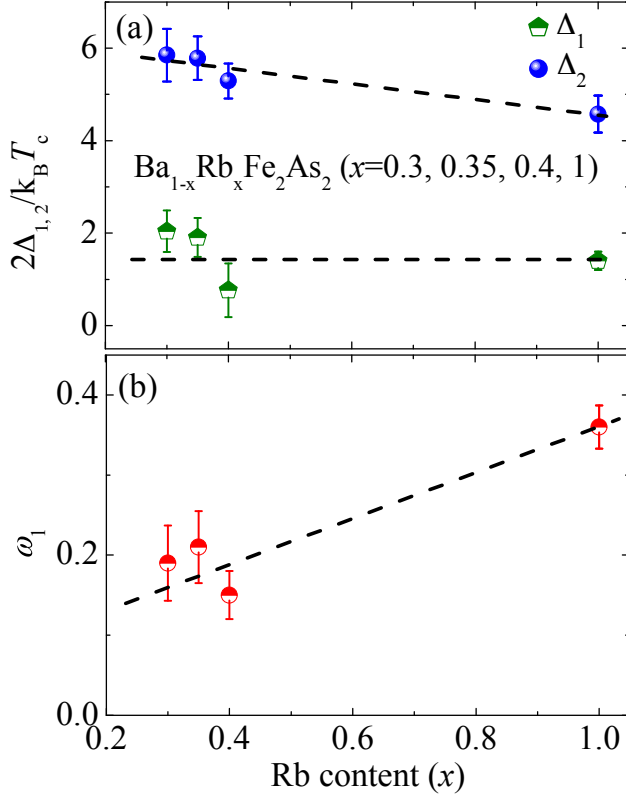 (a)
Δ₁
Δ₂
6
4
2
0
2Δ₁,₂/k_BT_c
Ba₁₋ₓRbₓFe₂As₂ (x=0.3, 0.35, 0.4, 1)
(b)
0.4
0.2
0.0
ω₁
0.2 0.4 0.6 0.8 1.0
Rb content (x)